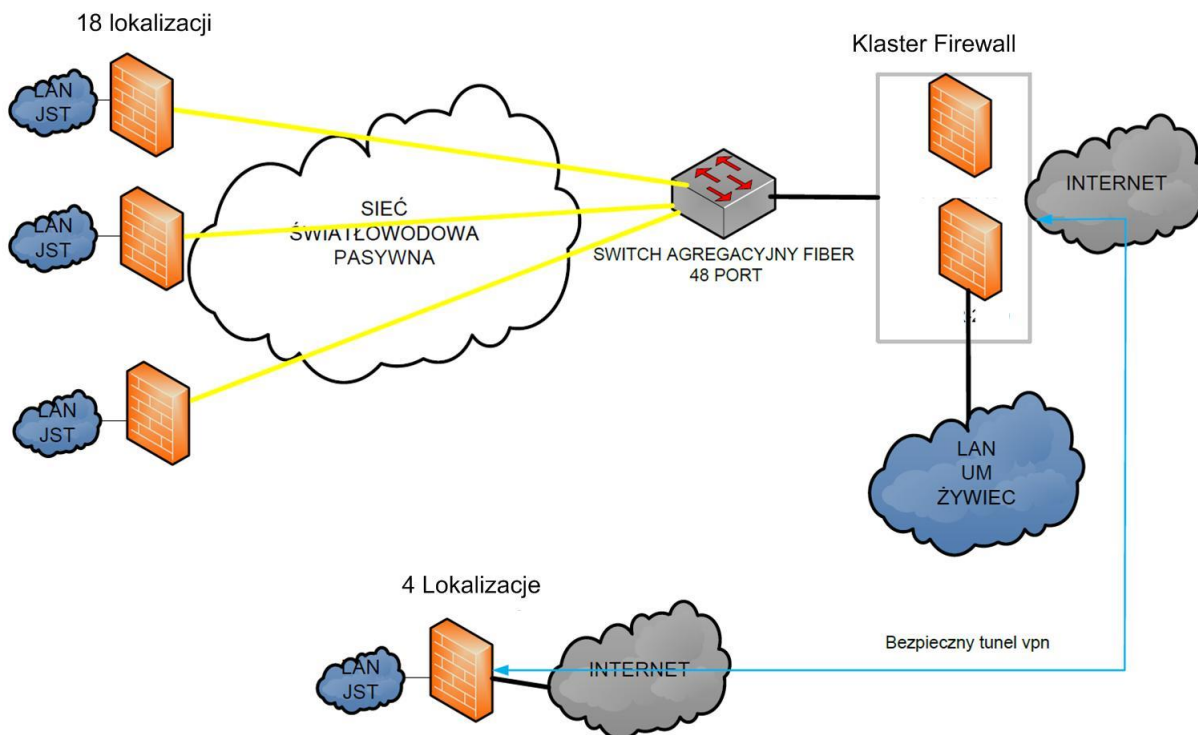 18 lokalizacji
Klaster Firewall
LAN
JST
INTERNET
LAN
JST
SIEĆ
ŚWIATŁOWODOWA
PASYWNA
SWITCH AGREGACYJNY FIBER
48 PORT
LAN
JST
LAN
UM
ŻYWIEC
4 Lokalizacje
Bezpieczny tunel vpn
LAN
JST
INTERNET